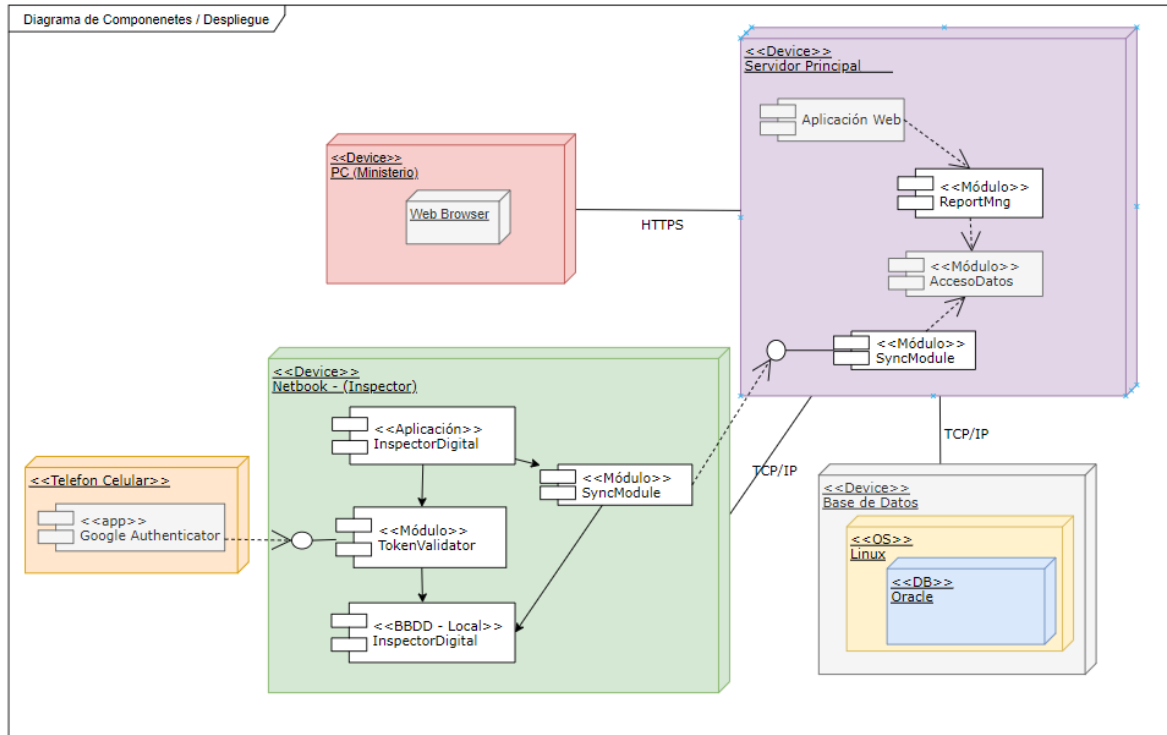 Diagrama de Componenetes / Despliegue
<<Device>>
Servidor Principal
Aplicación Web
<<Módulo>>
ReportMng
<<Módulo>>
AccesoDatos
<<Módulo>>
SyncModule
<<Device>>
PC (Ministerio)
Web Browser
HTTPS
<<Device>>
Netbook - (Inspector)
<<Aplicación>>
InspectorDigital
<<Módulo>>
SyncModule
<<Módulo>>
TokenValidator
<<BBDD - Local>>
InspectorDigital
<<Telefon Celular>>
<<app>>
Google Authenticator
TCP/IP
TCP/IP
<<Device>>
Base de Datos
<<OS>>
Linux
<<DB>>
Oracle